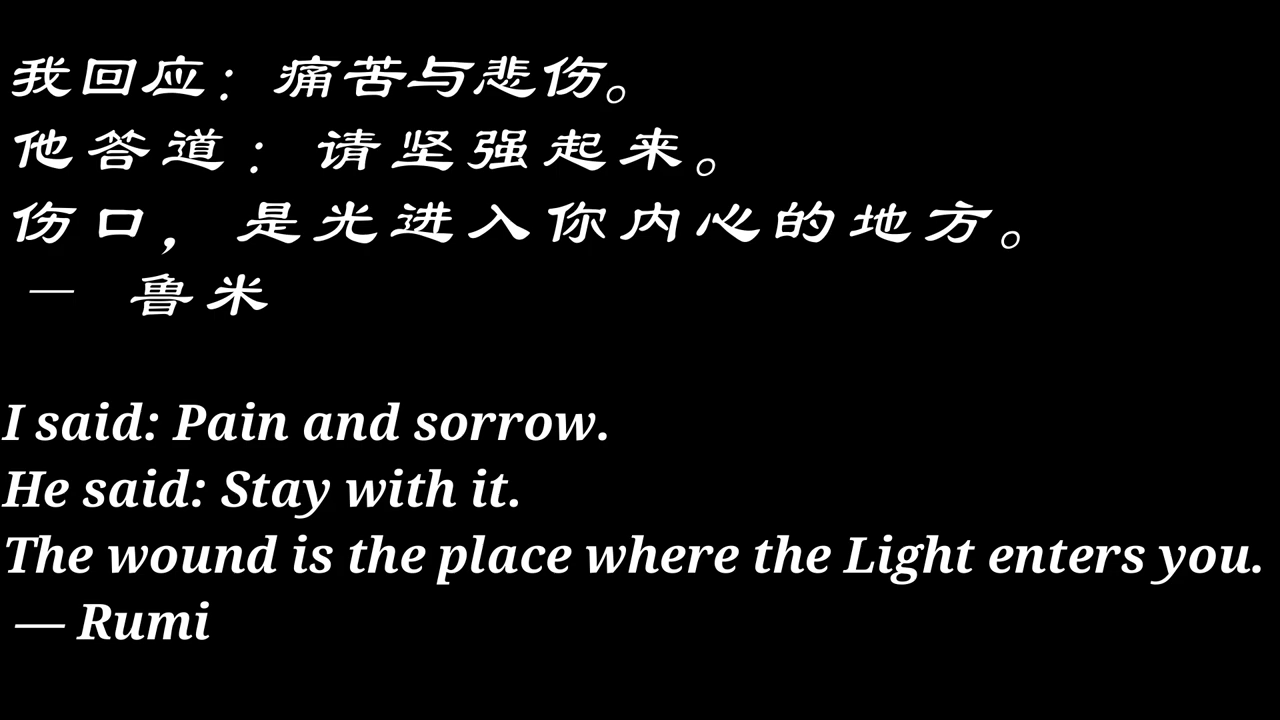 我回应：痛苦与悲伤。
他答道：请坚强起来。
伤口，是光进入你内心的地方。
— 鲁米
I said: Pain and sorrow.
He said: Stay with it.
The wound is the place where the Light enters you.
— Rumi